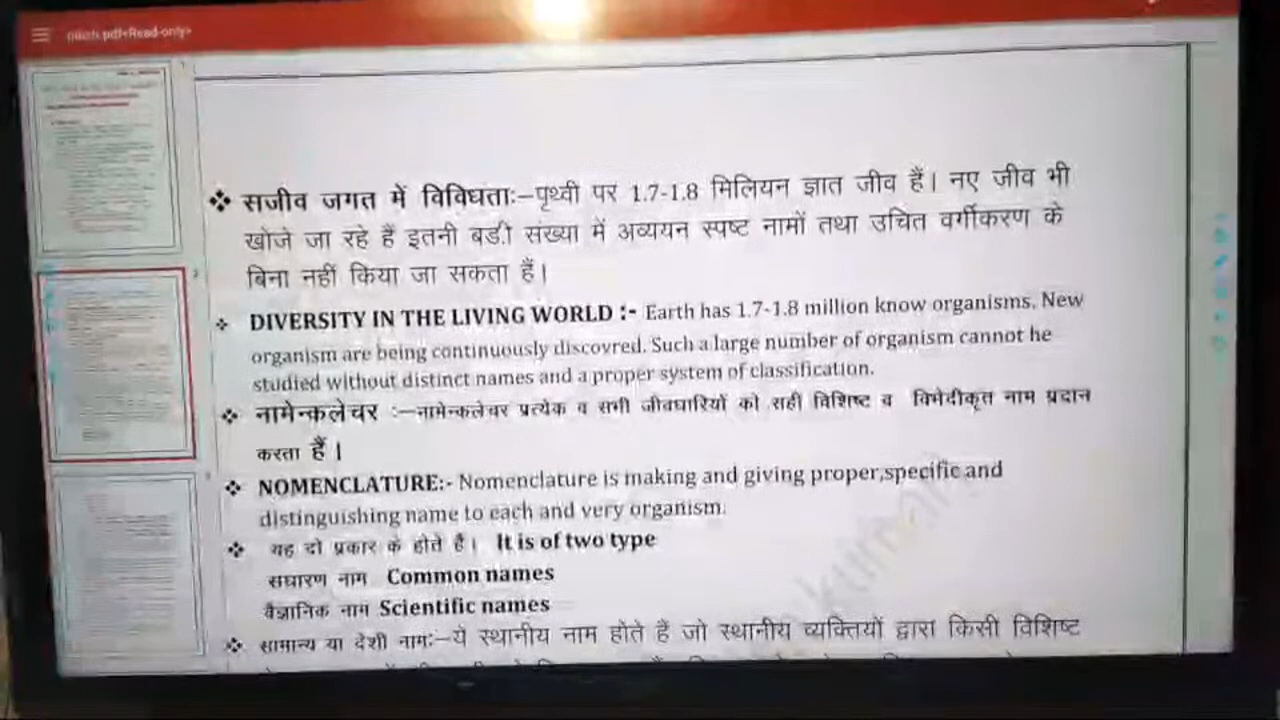 pdf<Read-only>
❖ सजीव जगत में विविधताः–पृथ्वी पर 1.7-1.8 मिलियन ज्ञात जीव हैं। नए जीव भी
खोजे जा रहे हैं इतनी बड़ी संख्या में अव्ययन स्पष्ट नामों तथा उचित वर्गीकरण के
बिना नहीं किया जा सकता हैं।
❖ DIVERSITY IN THE LIVING WORLD :- Earth has 1.7-1.8 million know organisms. New
organism are being continuously discovred. Such a large number of organism cannot he
studied without distinct names and a proper system of classification.
❖ नामेन्कलेचर :–नामेन्कलेचर प्रत्येक व सभी जीवधारियों को सही विशिष्ट व विभेदीकृत नाम प्रदान
करता हैं।
❖ NOMENCLATURE:- Nomenclature is making and giving proper,specific and
distinguishing name to each and very organism.
❖ यह दो प्रकार के होते हैं। It is of two type
सधारण नाम Common names
वैज्ञानिक नाम Scientific names
❖ सामान्य या देशी नामः–ये स्थानीय नाम होते हैं जो स्थानीय व्यक्तियों द्वारा किसी विशिष्ट